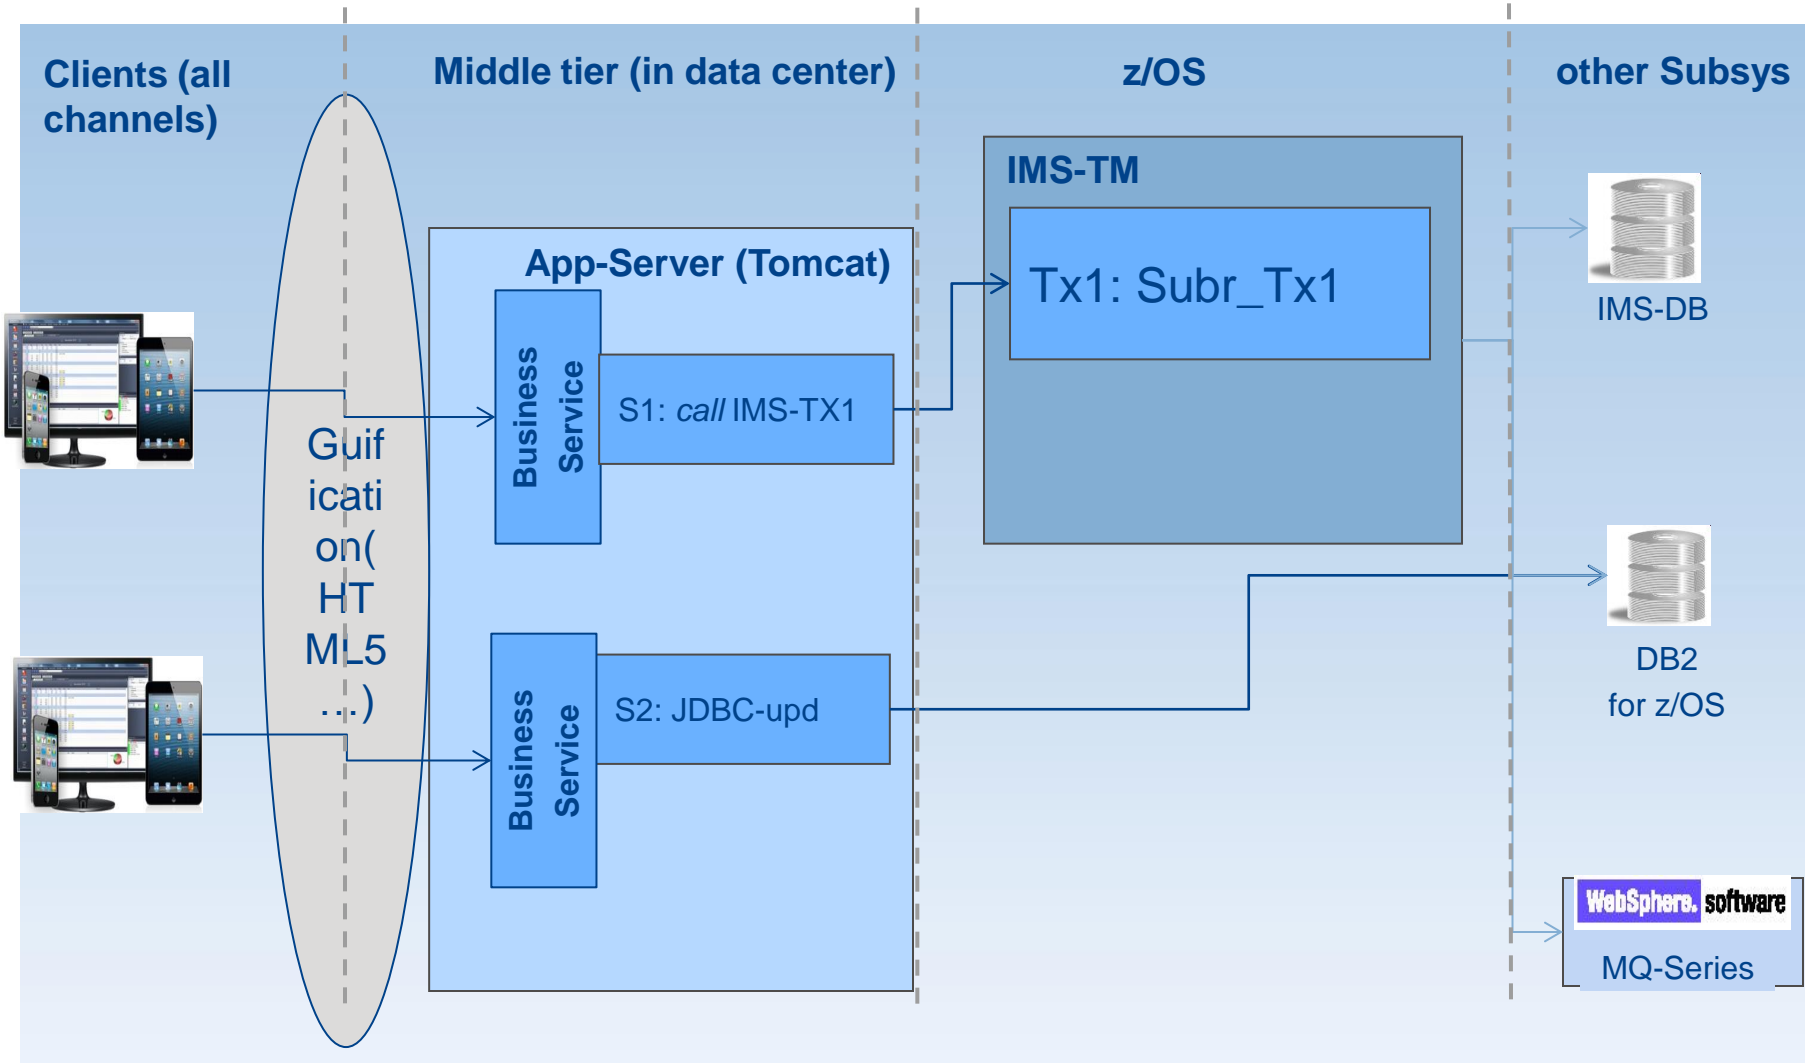 Clients (all
channels)
Middle tier (in data center)
z/OS
other Subsys
IMS-TM
Tx1: Subr_Tx1
App-Server (Tomcat)
Business
Service
S1: call IMS-TX1
Guif
icati
on(
HT
ML5
…)
Business
Service
S2: JDBC-upd
IMS-DB
DB2
for z/OS
WebSphere. software
MQ-Series